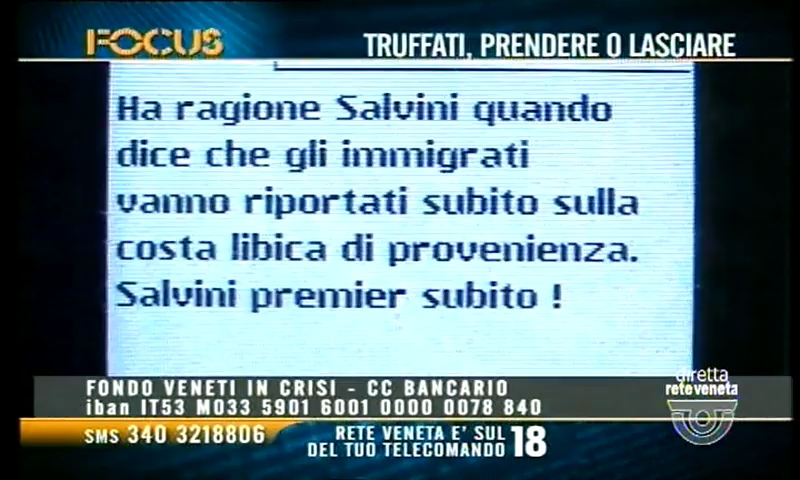 FOCUS
TRUFFATI, PRENDERE O LASCIARE
Ha ragione Salvini quando
dice che gli immigrati
vanno riportati subito sulla
costa libica di provenienza.
Salvini premier subito !
FONDO VENETI IN CRISI - CC BANCARIO
iban IT53 M033 5901 6001 0000 0078 840
diretta
reteveneta
SMS 340 3218806
RETE VENETA E' SUL
DEL TUO TELECOMANDO 18